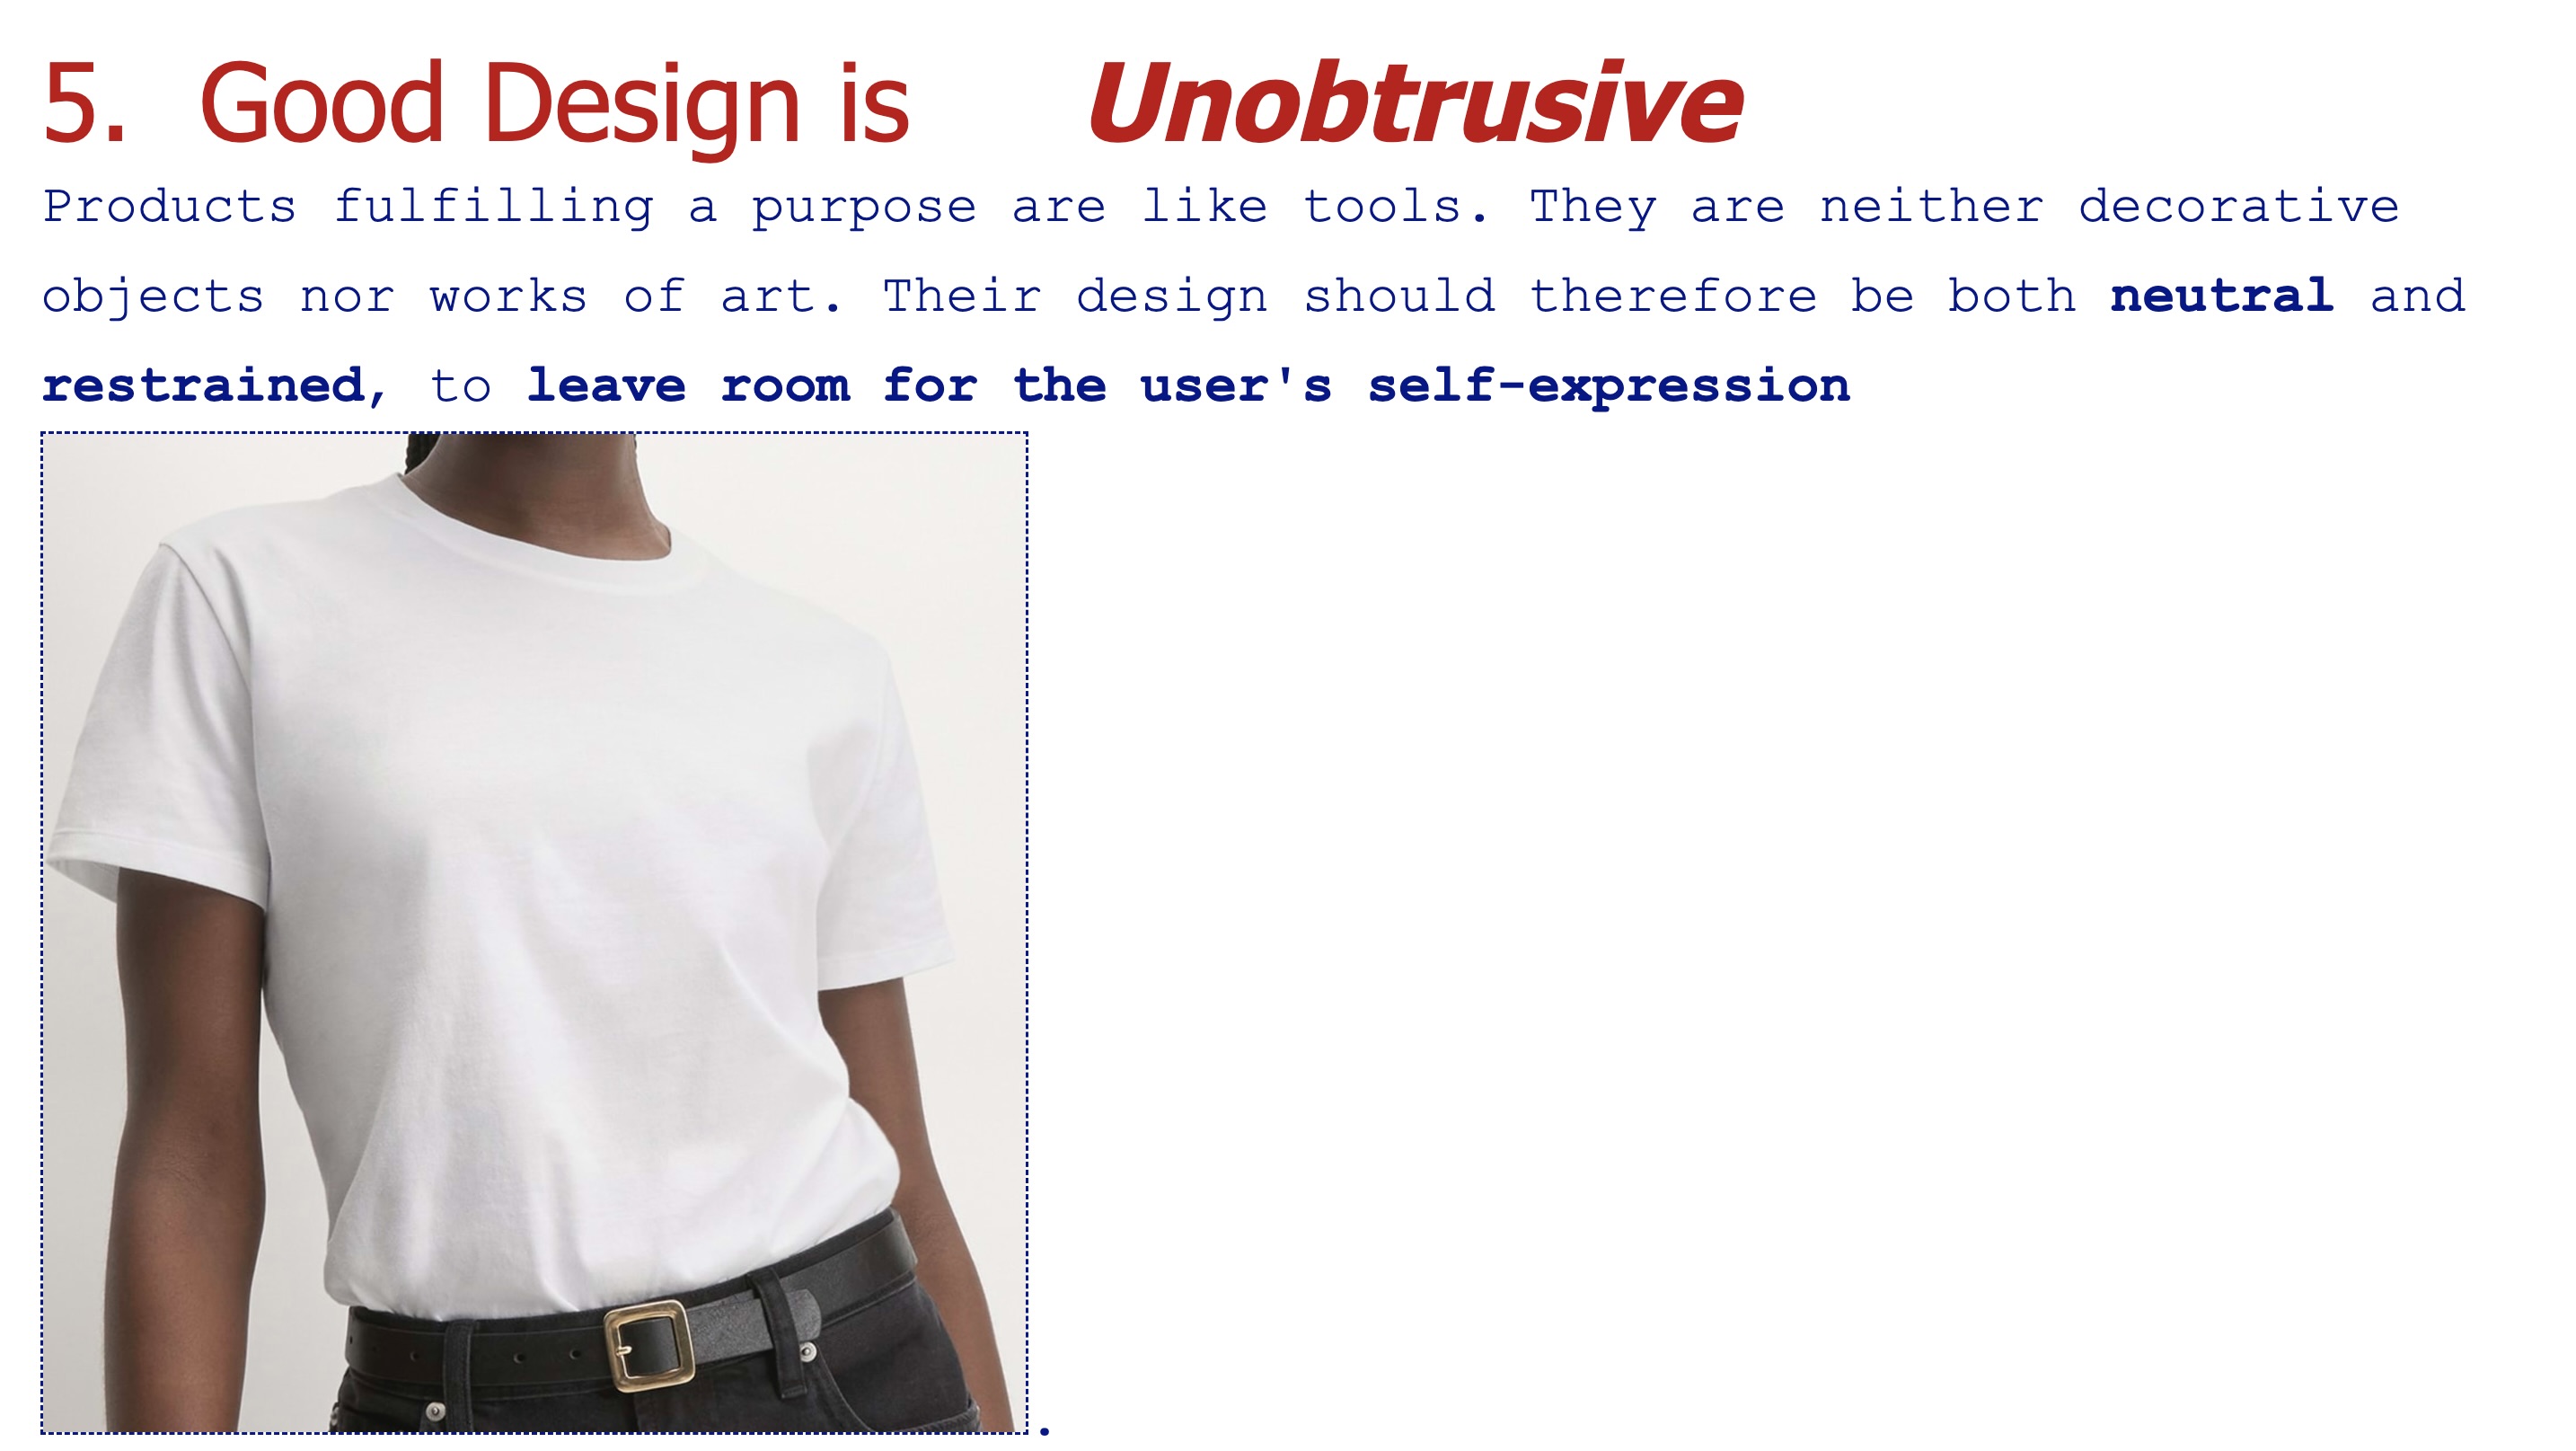 5. Good Design is Unobtrusive
Products fulfilling a purpose are like tools. They are neither decorative
objects nor works of art. Their design should therefore be both neutral and
restrained, to leave room for the user's self-expression
.